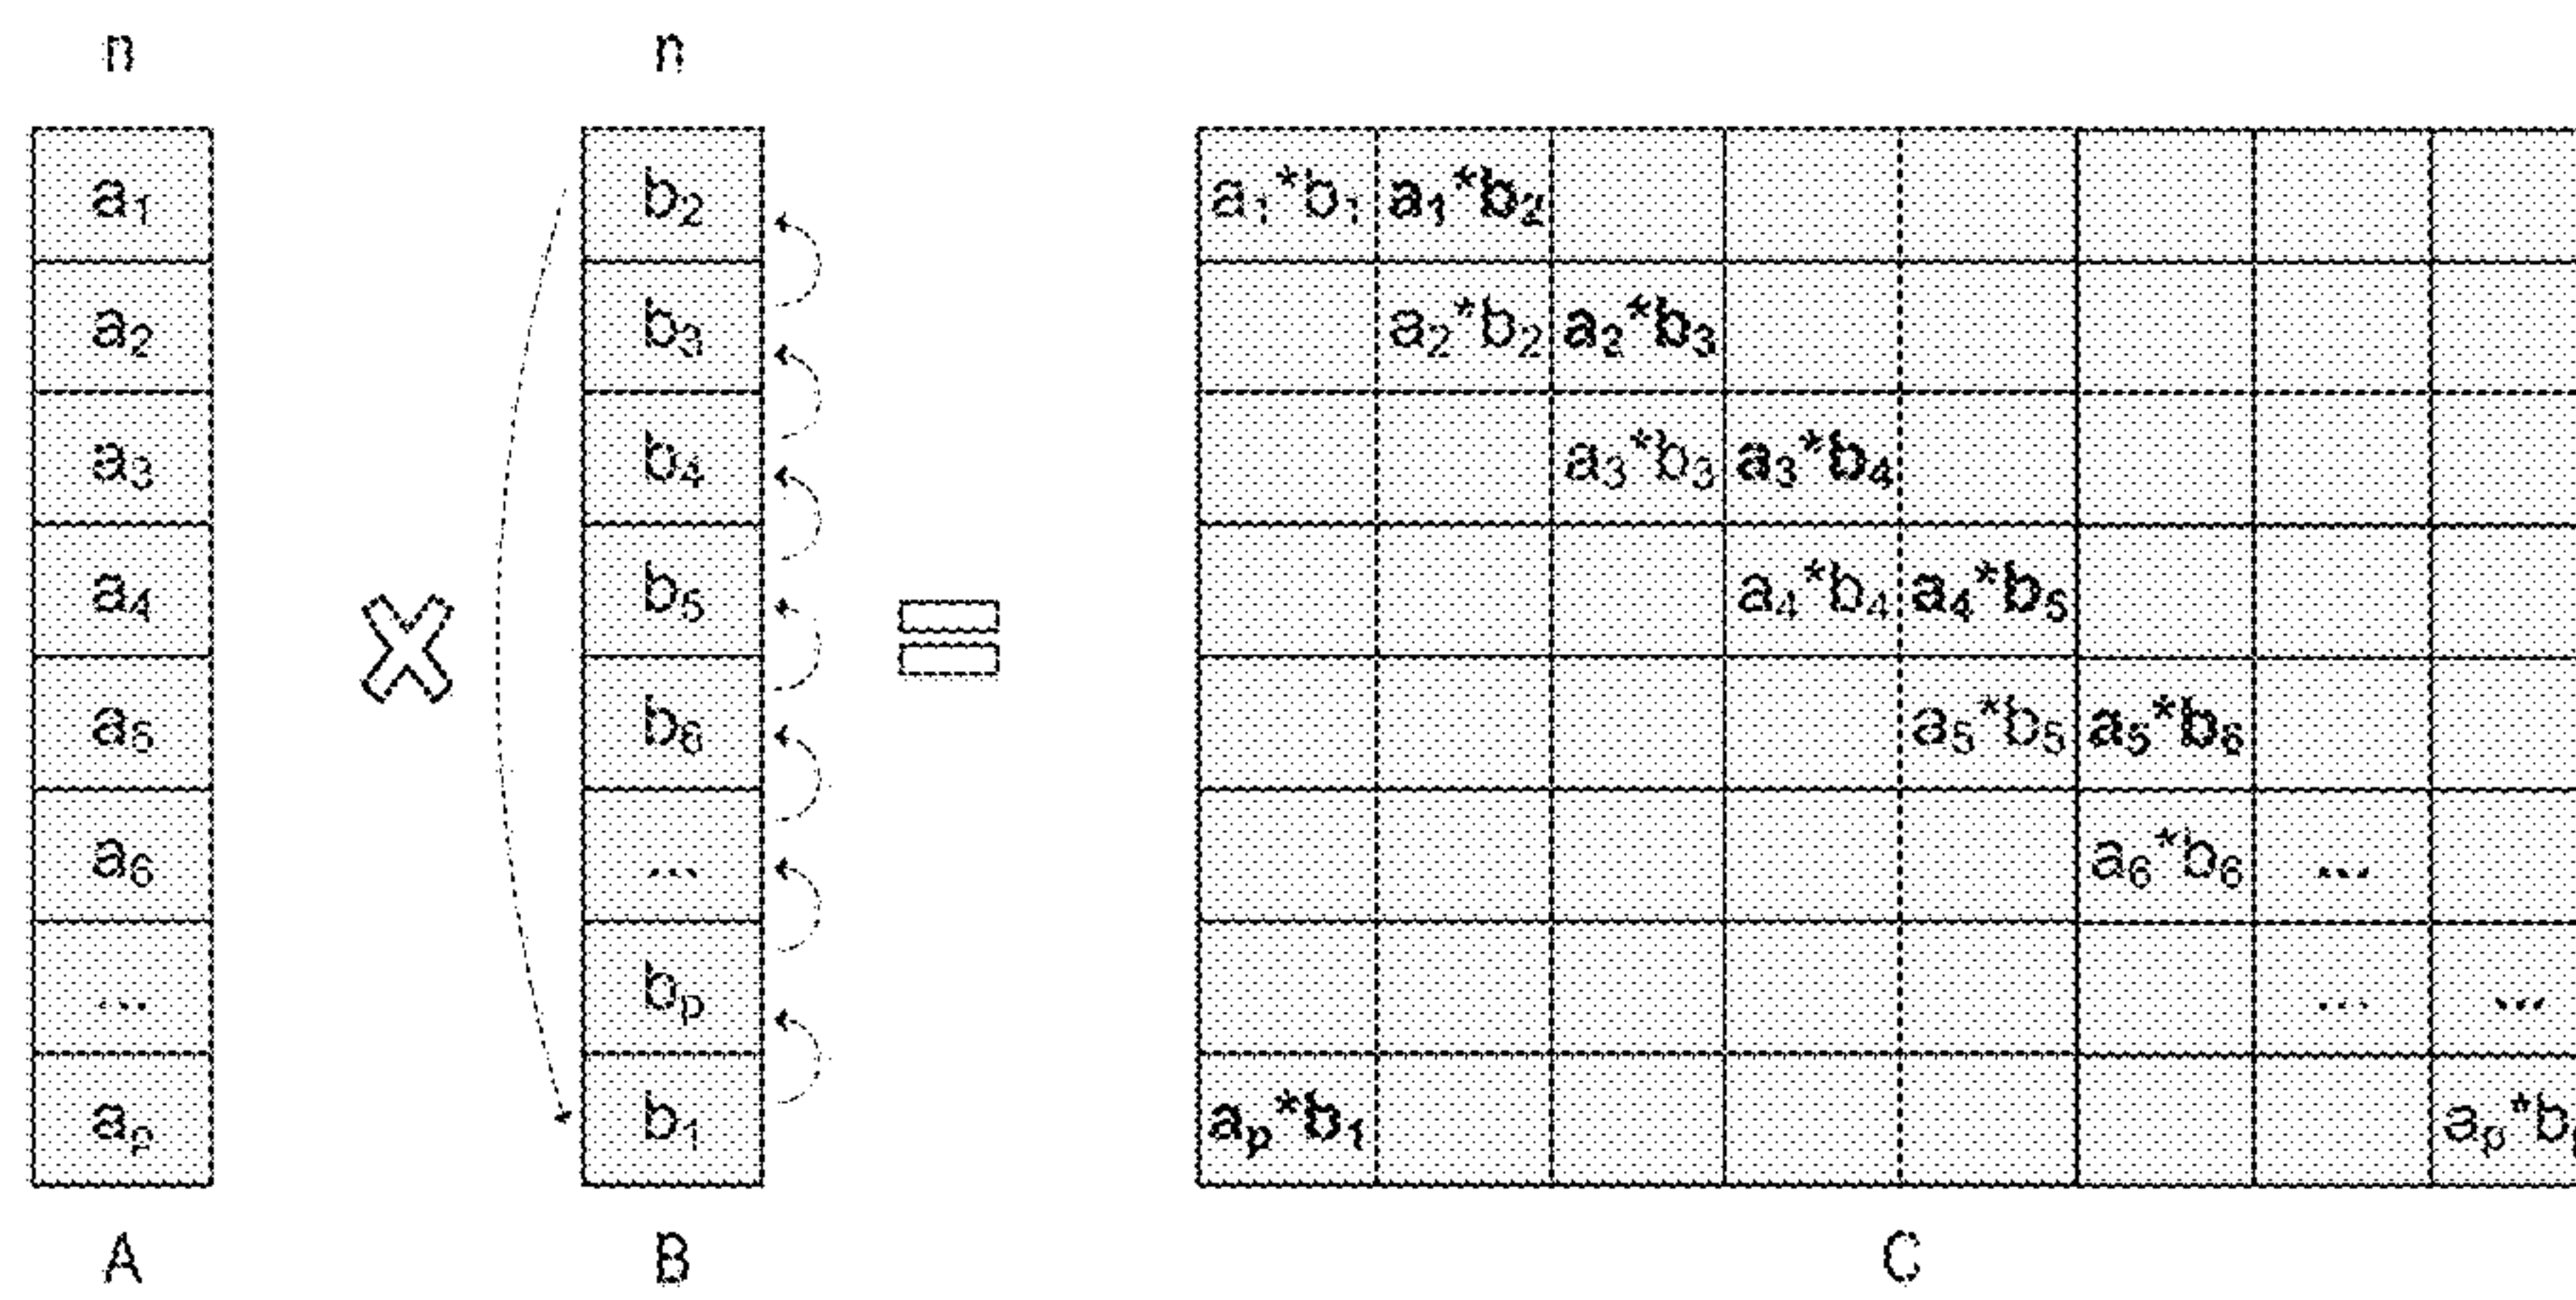 n n
a₁ b₂ a₁*b₁ a₁*b₂
a₂ b₃ a₂*b₂ a₂*b₃
a₃ b₄ a₃*b₃ a₃*b₄
a₄ b₅ a₄*b₄ a₄*b₅
a₅ b₆ a₅*b₅ a₅*b₆
a₆ ... a₆*b₆ ...
... bₚ ... ...
aₚ b₁ aₚ*b₁ aₚ*b
A B C